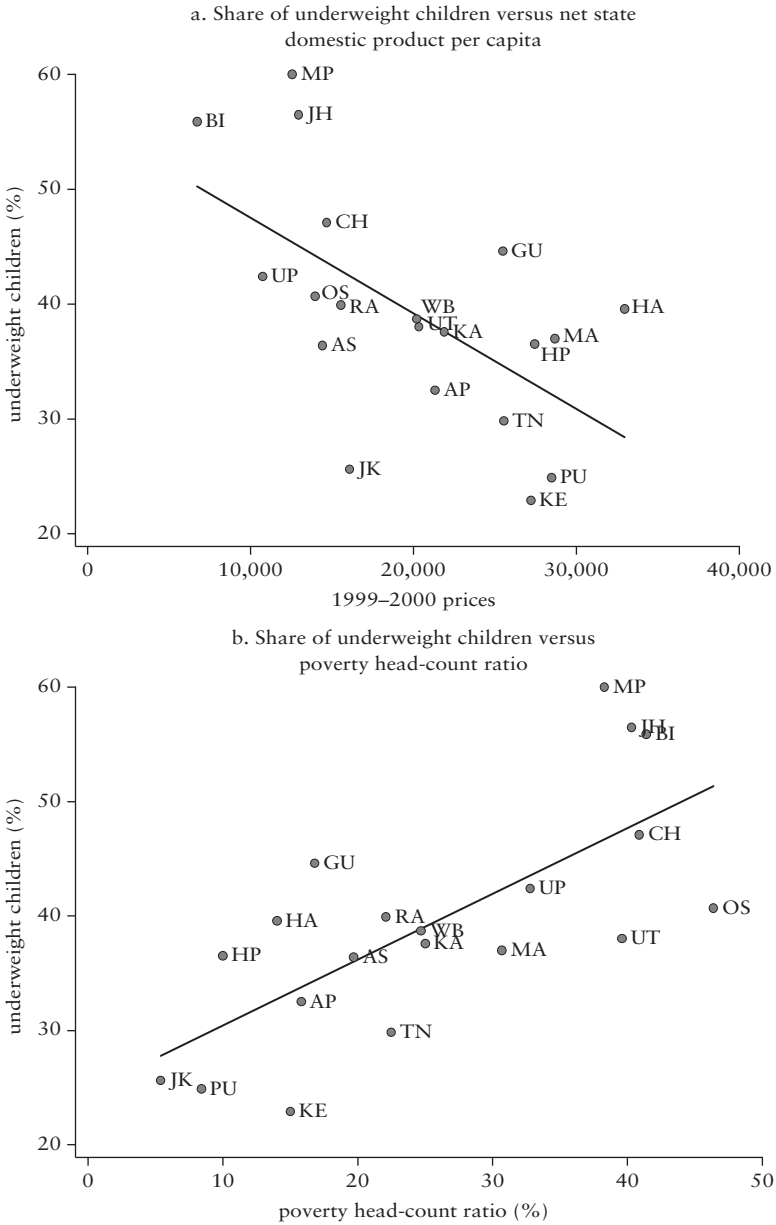 a. Share of underweight children versus net state
domestic product per capita
underweight children (%)
60
50
40
30
20
MP
JH
BI
CH
GU
UP
OS
RA
WB
UT
KA
HA
MA
HP
AS
AP
TN
JK
PU
KE
0 10,000 20,000 30,000 40,000
1999–2000 prices
b. Share of underweight children versus
poverty head-count ratio
underweight children (%)
60
50
40
30
20
MP
JH
BI
CH
GU
UP
OS
HA
RA
WB
KA
UT
HP
AS
MA
AP
TN
JK
PU
KE
0 10 20 30 40 50
poverty head-count ratio (%)